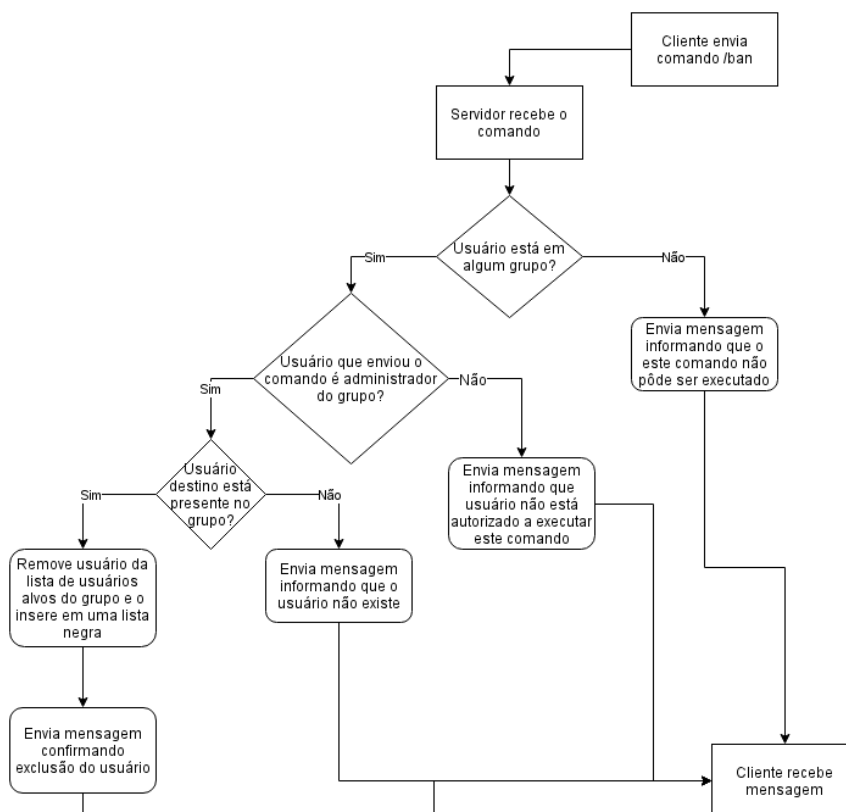 Cliente envia
comando /ban
Servidor recebe o
comando
Usuário está em
algum grupo?
Sim
Não
Envia mensagem
informando que o
este comando não
pôde ser executado
Usuário que enviou o
comando é administrador
do grupo?
Sim
Não
Envia mensagem
informando que
usuário não está
autorizado a executar
este comando
Usuário
destino está
presente no
grupo?
Sim
Não
Remove usuário da
lista de usuários
alvos do grupo e o
insere em uma lista
negra
Envia mensagem
informando que o
usuário não existe
Envia mensagem
confirmando
exclusão do usuário
Cliente recebe
mensagem